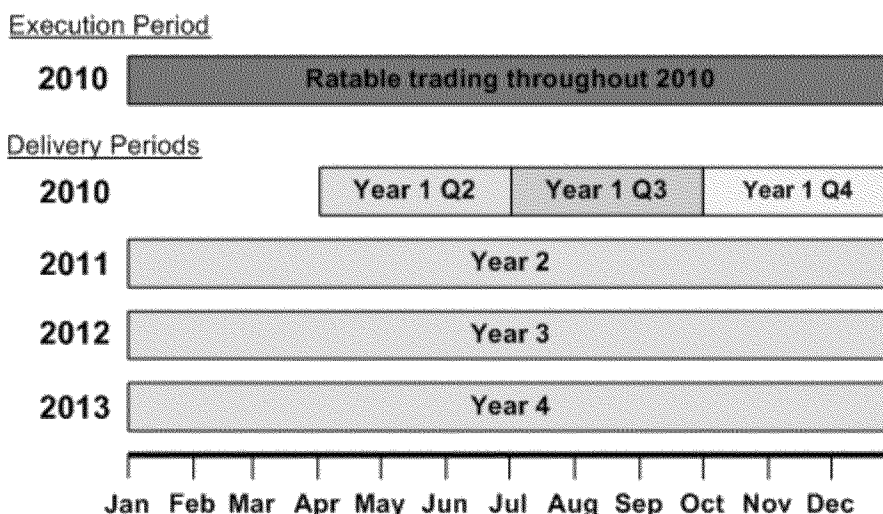 Execution Period
2010 Ratable trading throughout 2010
Delivery Periods
2010 Year 1 Q2 Year 1 Q3 Year 1 Q4
2011 Year 2
2012 Year 3
2013 Year 4
Jan Feb Mar Apr May Jun Jul Aug Sep Oct Nov Dec